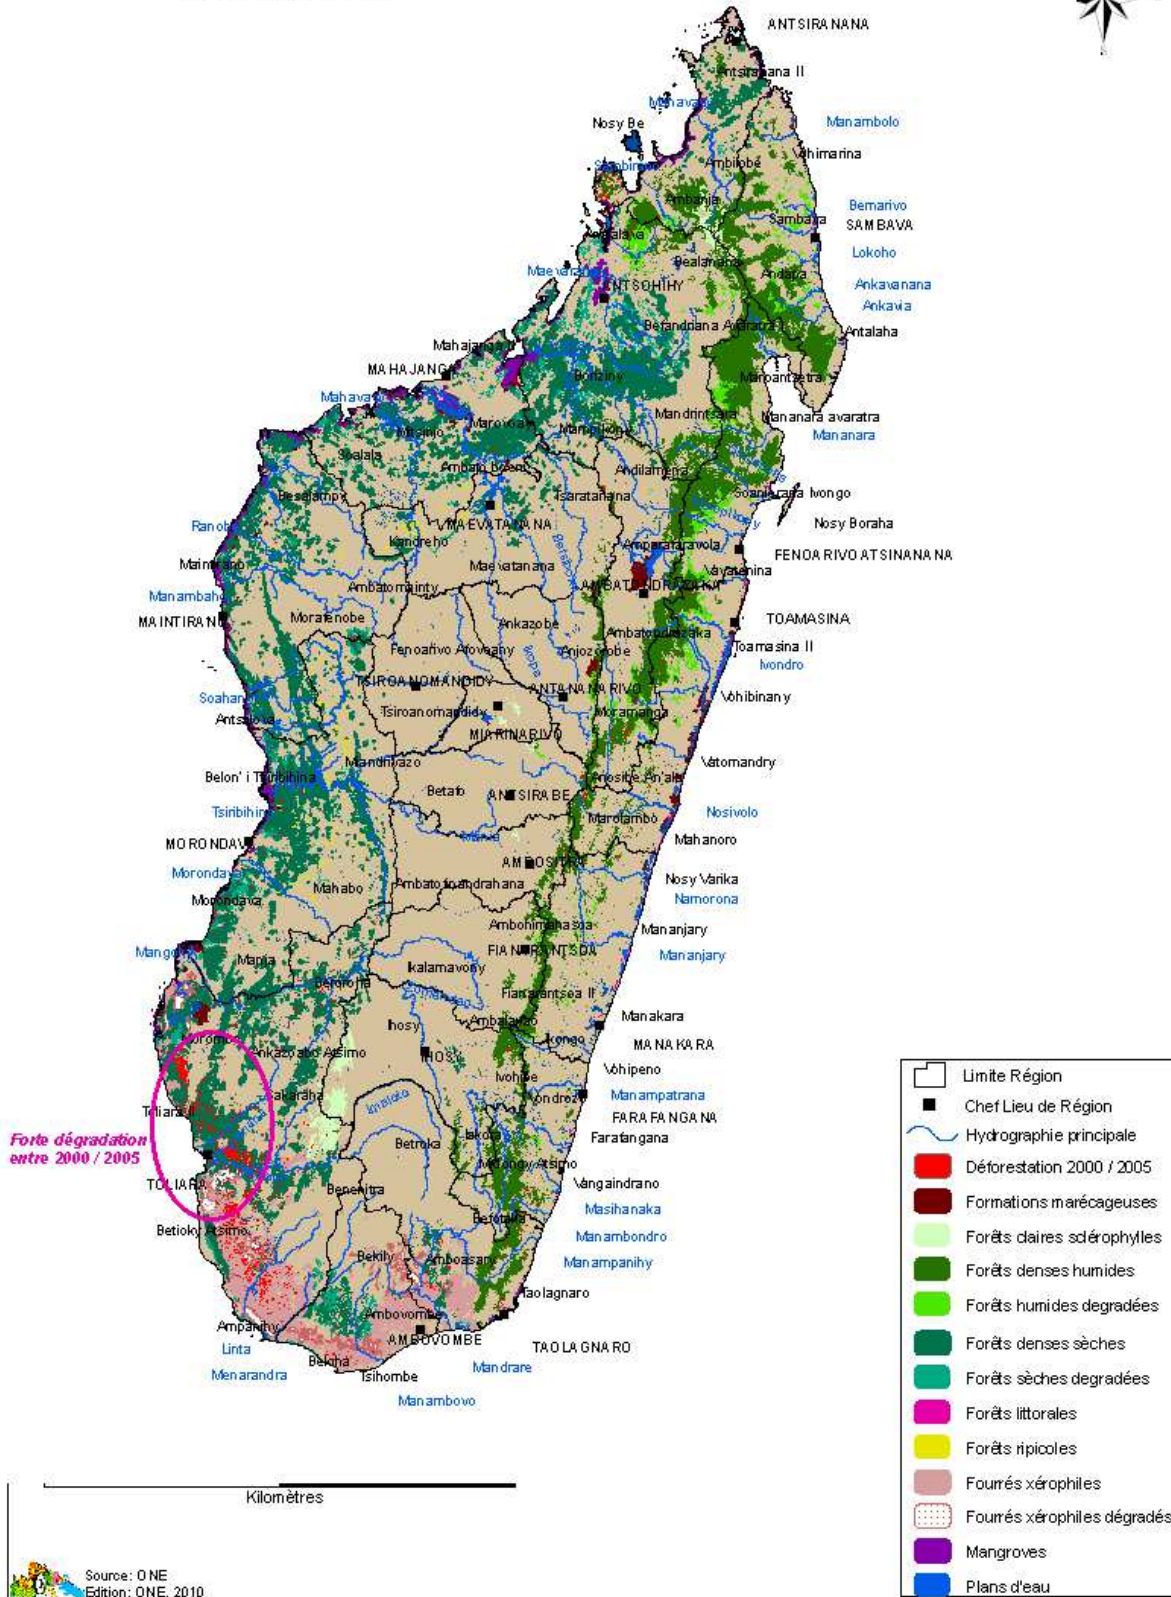 ANTSIRANANA
Antsiranana II
Mahavavy
Nosy Be
Manambolo
Vohimarina
Sambirano
Ambilobe
Ambanja
Bemarivo
Sambava
SAMBAVA
Analalava
Lokoho
Bealanana
Andapa
Maevarano
ANTSOHIHY
Ankavanana
Ankavia
Befandriana Avaratra
Antalaha
Mahajanga II
MAHAJANGA
Boriziny
Maroantsetra
Mahavavy
Mandritsara
Mananara avaratra
Marovoay
Mitsinjo
Mampikony
Mananara
Soalala
Ambato Boeni
Andilamena
Besalampy
Tsaratanana
Soanierana Ivongo
Nosy Boraha
MAEVATANANA
Kandreho
Amparafaravola
FENOARIVO ATSINANANA
Maintirano
Maevatanana
Betsiboka
Vavatenina
Ambatomainty
AMBATONDRAZAKA
Manambaho
MAINTIRANO
Morafenobe
Ankazobe
TOAMASINA
Ambatondrazaka
Toamasina II
Fenoarivo Afovoany
Anjozorobe
Ikopa
Ivondro
TSIROANOMANDIDY
ANTANANARIVO
Vohibinany
Tsiroanomandidy
Moramanga
Antsalova
MIARINARIVO
Miandrivazo
Vatomandry
Belon' i Tsiribihina
Anosibe An'ala
Betafo
ANTSIRABE
Tsiribihina
Marolambo
Nosivolo
Mania
Mahanoro
MORONDAVA
AMBOSITRA
Morondava
Nosy Varika
Mahabo
Ambatofinandrahana
Namorona
Morondava
Ambohimahasoa
Mananjary
Mangoky
FIANARANTSOA
Mananjary
Manja
Ikalamavony
Beroroha
Fianarantsoa II
Ihosy
Ambalavao
Manakara
Morombe
Ankazoabo Atsimo
IHOSY
Ikongo
MANAKARA
Ivohibe
Vohipeno
Sakaraha
Imaloto
Vondrozo
Manampatrana
Toliara II
FARAFANGANA
Forte dégradation
entre 2000 / 2005
Betroka
Iakora
Farafangana
Midongy Atsimo
TOLIARA
Benenitra
Vangaindrano
Masihanaka
Betioky Atsimo
Befotaka
Manambondro
Bekily
Amboasary
Manampanihy
Taolagnaro
Ambovombe
Ampanihy
AMBOVOMBE
TAOLAGNARO
Linta
Bekiha
Mandrare
Menarandra
Tsihombe
Manambovo
Kilomètres
Source: ONE
Edition: ONE, 2010
Limite Région
Chef Lieu de Région
Hydrographie principale
Déforestation 2000 / 2005
Formations marécageuses
Forêts claires sclérophylles
Forêts denses humides
Forêts humides degradées
Forêts denses sèches
Forêts sèches degradées
Forêts littorales
Forêts ripicoles
Fourrés xérophiles
Fourrés xérophiles dégradés
Mangroves
Plans d'eau